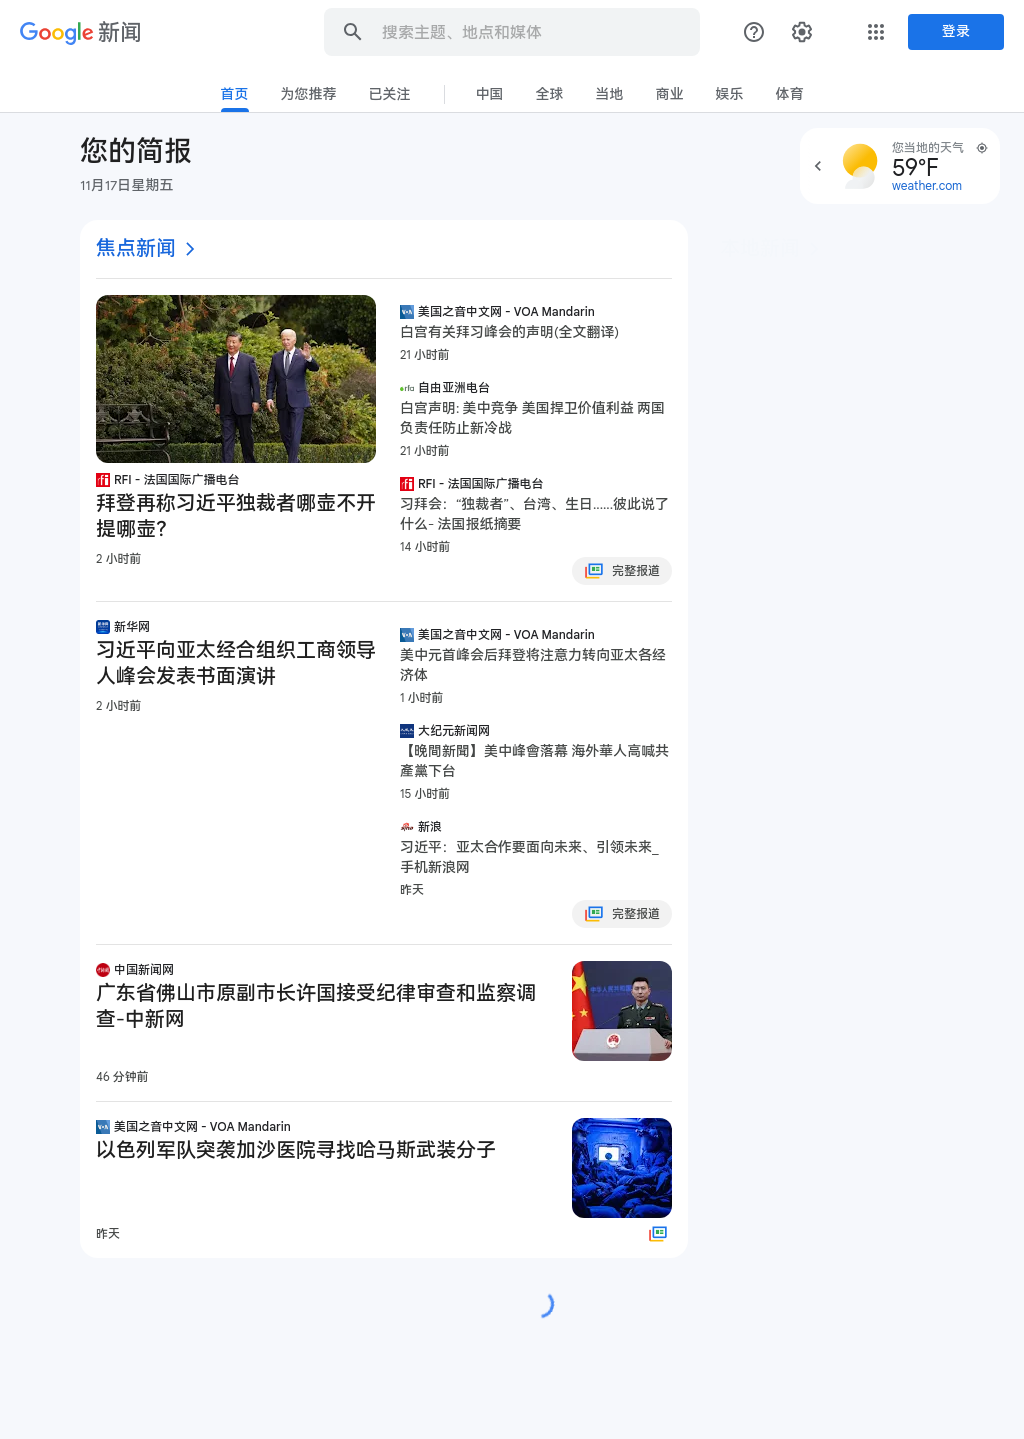 Google 新闻
搜索主题、地点和媒体
登录
首页
为您推荐
已关注
中国
全球
当地
商业
娱乐
体育
您的简报
11月17日星期五
您当地的天气
59°F
weather.com
焦点新闻
RFI - 法国国际广播电台
拜登再称习近平独裁者哪壶不开
提哪壶?
2 小时前
美国之音中文网 - VOA Mandarin
白宫有关拜习峰会的声明(全文翻译)
21 小时前
自由亚洲电台
白宫声明: 美中竞争 美国捍卫价值利益 两国
负责任防止新冷战
21 小时前
RFI - 法国国际广播电台
习拜会：“独裁者”、台湾、生日......彼此说了
什么- 法国报纸摘要
14 小时前
完整报道
新华网
习近平向亚太经合组织工商领导
人峰会发表书面演讲
2 小时前
美国之音中文网 - VOA Mandarin
美中元首峰会后拜登将注意力转向亚太各经
济体
1 小时前
大纪元新闻网
【晚間新聞】美中峰會落幕 海外華人高喊共
產黨下台
15 小时前
新浪
习近平：亚太合作要面向未来、引领未来_
手机新浪网
昨天
完整报道
中国新闻网
广东省佛山市原副市长许国接受纪律审查和监察调
查-中新网
46 分钟前
美国之音中文网 - VOA Mandarin
以色列军队突袭加沙医院寻找哈马斯武装分子
昨天